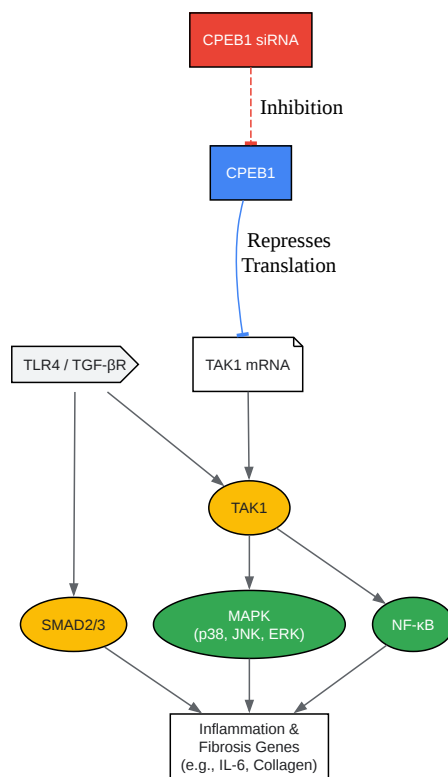 CPEB1 siRNA
Inhibition
CPEB1
Represses
Translation
TLR4 / TGF-βR
TAK1 mRNA
TAK1
SMAD2/3
MAPK
(p38, JNK, ERK)
NF-κB
Inflammation &
Fibrosis Genes
(e.g., IL-6, Collagen)